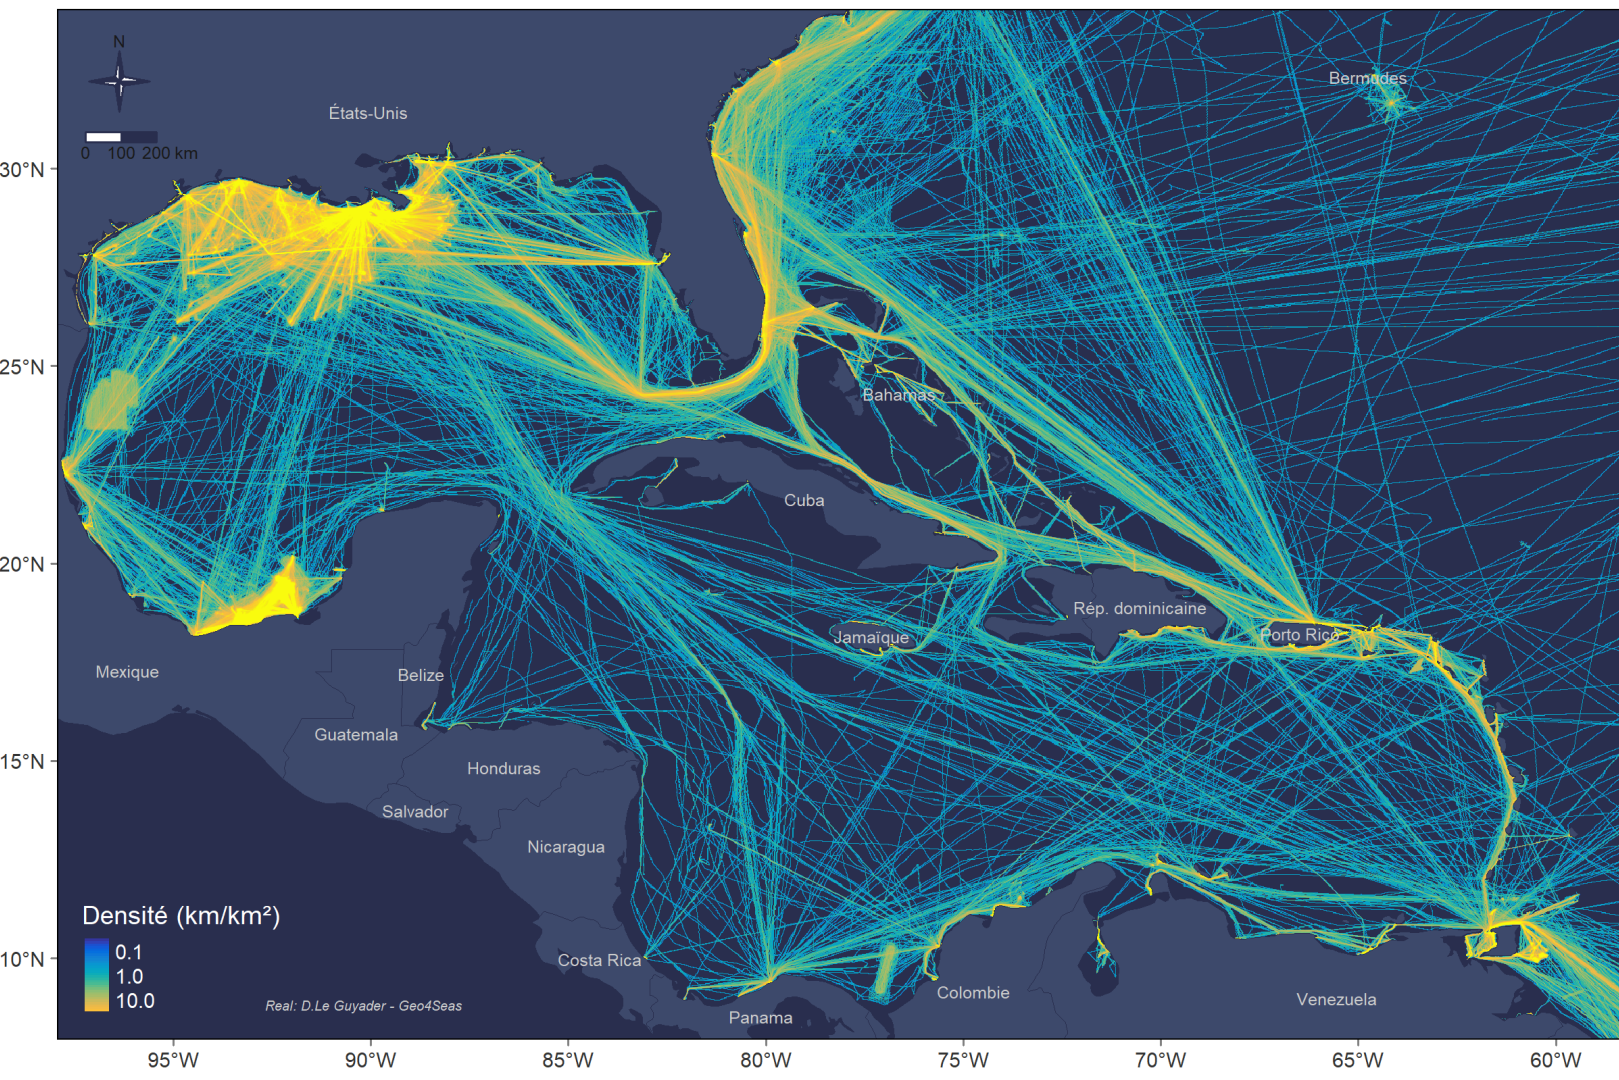 N
Bermudes
États-Unis
0 100 200 km
30°N
25°N
Bahamas
Cuba
20°N
Rép. dominicaine
Jamaïque
Porto Rico
Mexique
Belize
Guatemala
15°N
Honduras
Salvador
Nicaragua
Densité (km/km²)
0.1
1.0
10.0
10°N
Costa Rica
Colombie
Venezuela
Real: D.Le Guyader - Geo4Seas
Panama
95°W 90°W 85°W 80°W 75°W 70°W 65°W 60°W